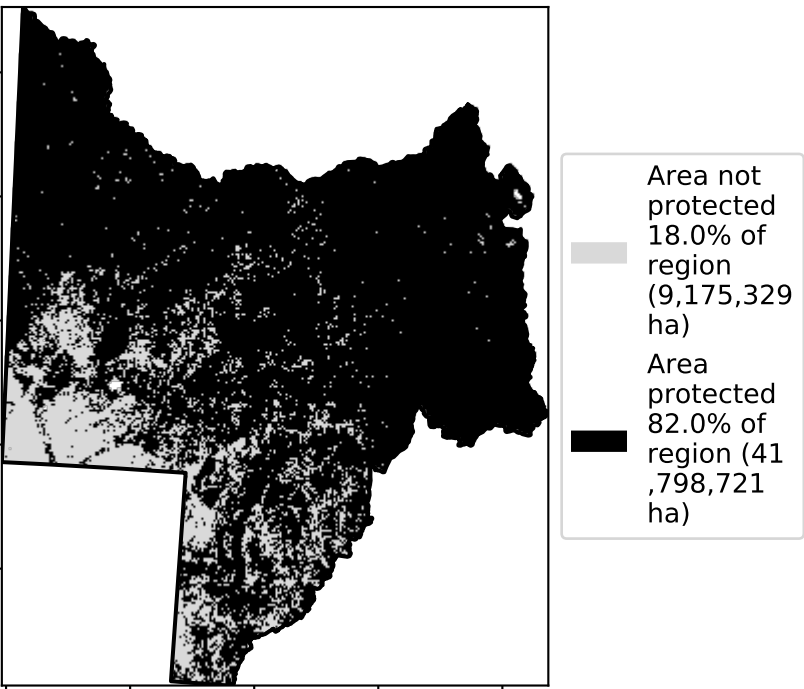 Area not
protected
18.0% of
region
(9,175,329
ha)
Area
protected
82.0% of
region (41
,798,721
ha)